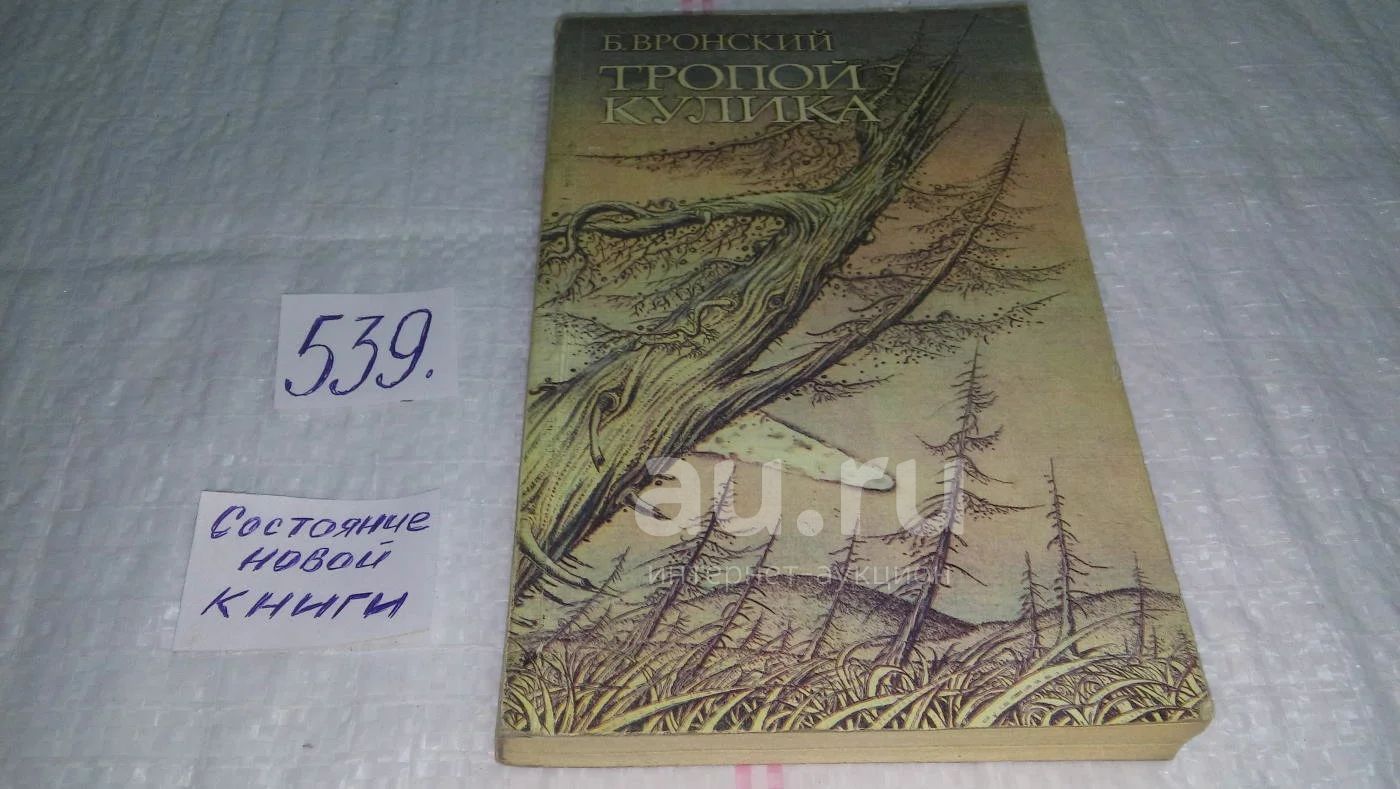 Б. ВРОНСКИЙ
ТРОПОЙ
КУЛИКА
539.
Состояние
новой
книги
au.ru
интернет-аукцион